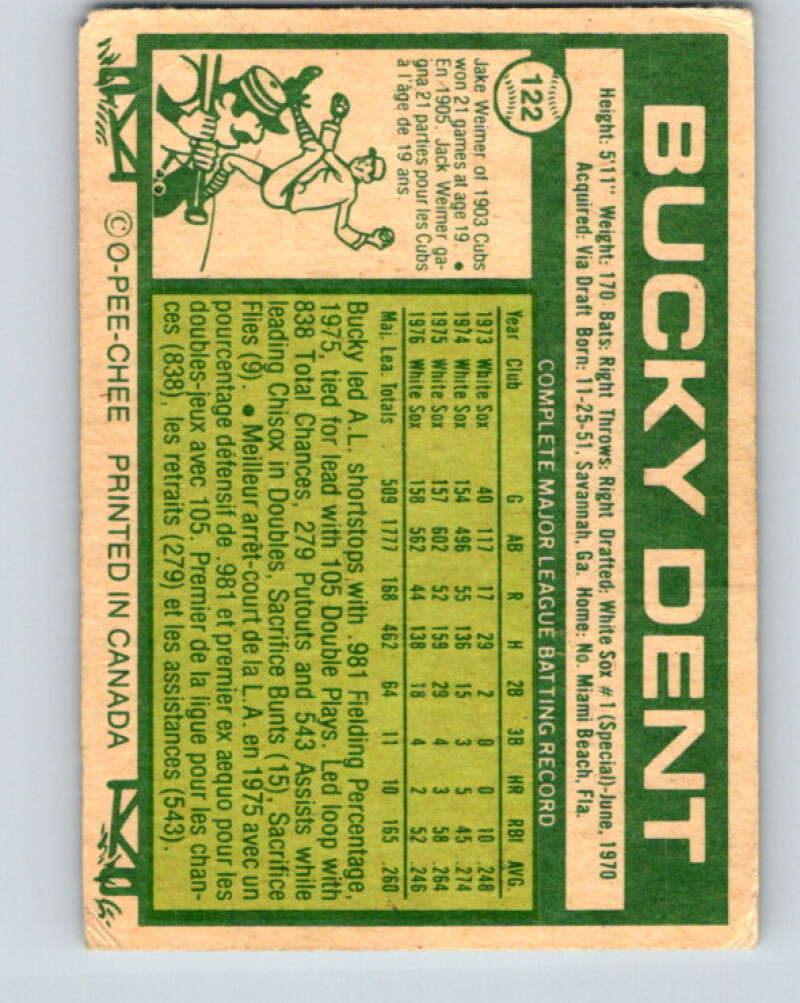 BUCKY DENT
Height: 5'11" Weight: 170 Bats: Right Throws: Right Drafted: White Sox #1 (Special)-June, 1970
Acquired: Via Draft Born: 11-25-51, Savannah, Ga. Home: No. Miami Beach, Fla.
122
COMPLETE MAJOR LEAGUE BATTING RECORD
Jake Weimer of 1903 Cubs
won 21 games at age 19. •
En 1905, Jack Weimer ga-
gna 21 parties pour les Cubs
à l'âge de 19 ans.
Year Club G AB R H 2B 3B HR RBI AVG.
1973 White Sox 40 117 17 29 2 0 0 10 .248
1974 White Sox 154 496 55 136 15 3 5 45 .274
1975 White Sox 157 602 52 159 29 4 3 58 .264
1976 White Sox 158 562 44 138 18 4 2 52 .246
Maj. Lea. Totals 509 1777 168 462 64 11 10 165 .260
Bucky led A.L. shortstops with .981 Fielding Percentage,
1975, tied for lead with 105 Double Plays. Led loop with
838 Total Chances, 279 Putouts and 543 Assists while
leading Chisox in Doubles, Sacrifice Bunts (15), Sacrifice
Flies (9). • Meilleur arrêt-court de la L.A. en 1975 avec un
pourcentage défensif de .981 et premier ex aequo pour les
doubles-jeux avec 105. Premier de la ligue pour les chan-
ces (838), les retraits (279) et les assistances (543).
© O-PEE-CHEE PRINTED IN CANADA